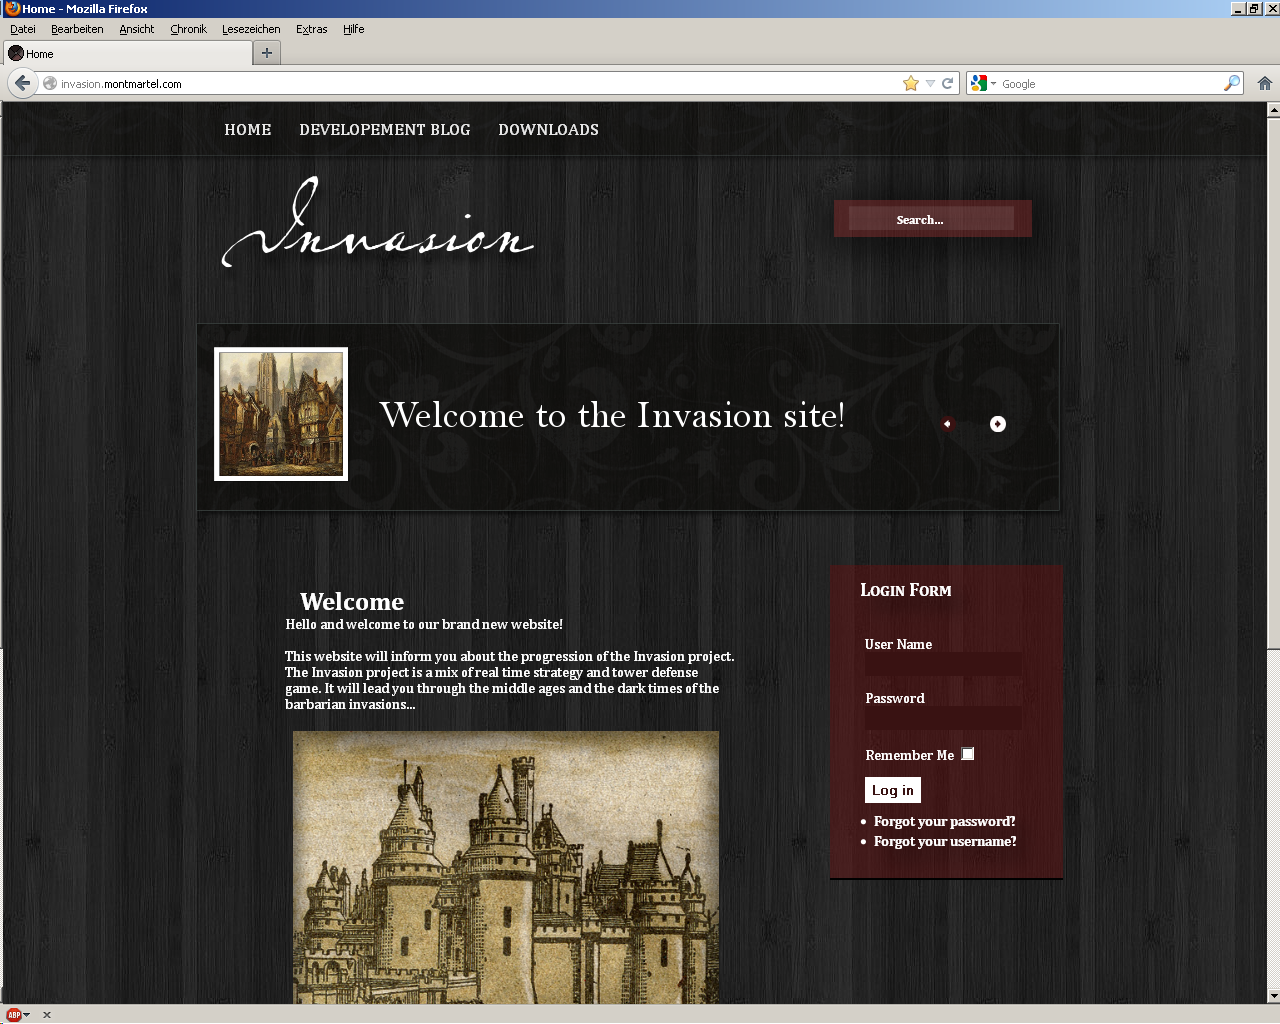 Home - Mozilla Firefox
Datei Bearbeiten Ansicht Chronik Lesezeichen Extras Hilfe
Home
invasion.montmartel.com
Google
HOME DEVELOPEMENT BLOG DOWNLOADS
Invasion
Search...
Welcome to the Invasion site!
Welcome
Hello and welcome to our brand new website!
This website will inform you about the progression of the Invasion project.
The Invasion project is a mix of real time strategy and tower defense
game. It will lead you through the middle ages and the dark times of the
barbarian invasions...
Login Form
User Name
Password
Remember Me
Log in
Forgot your password?
Forgot your username?
ABP